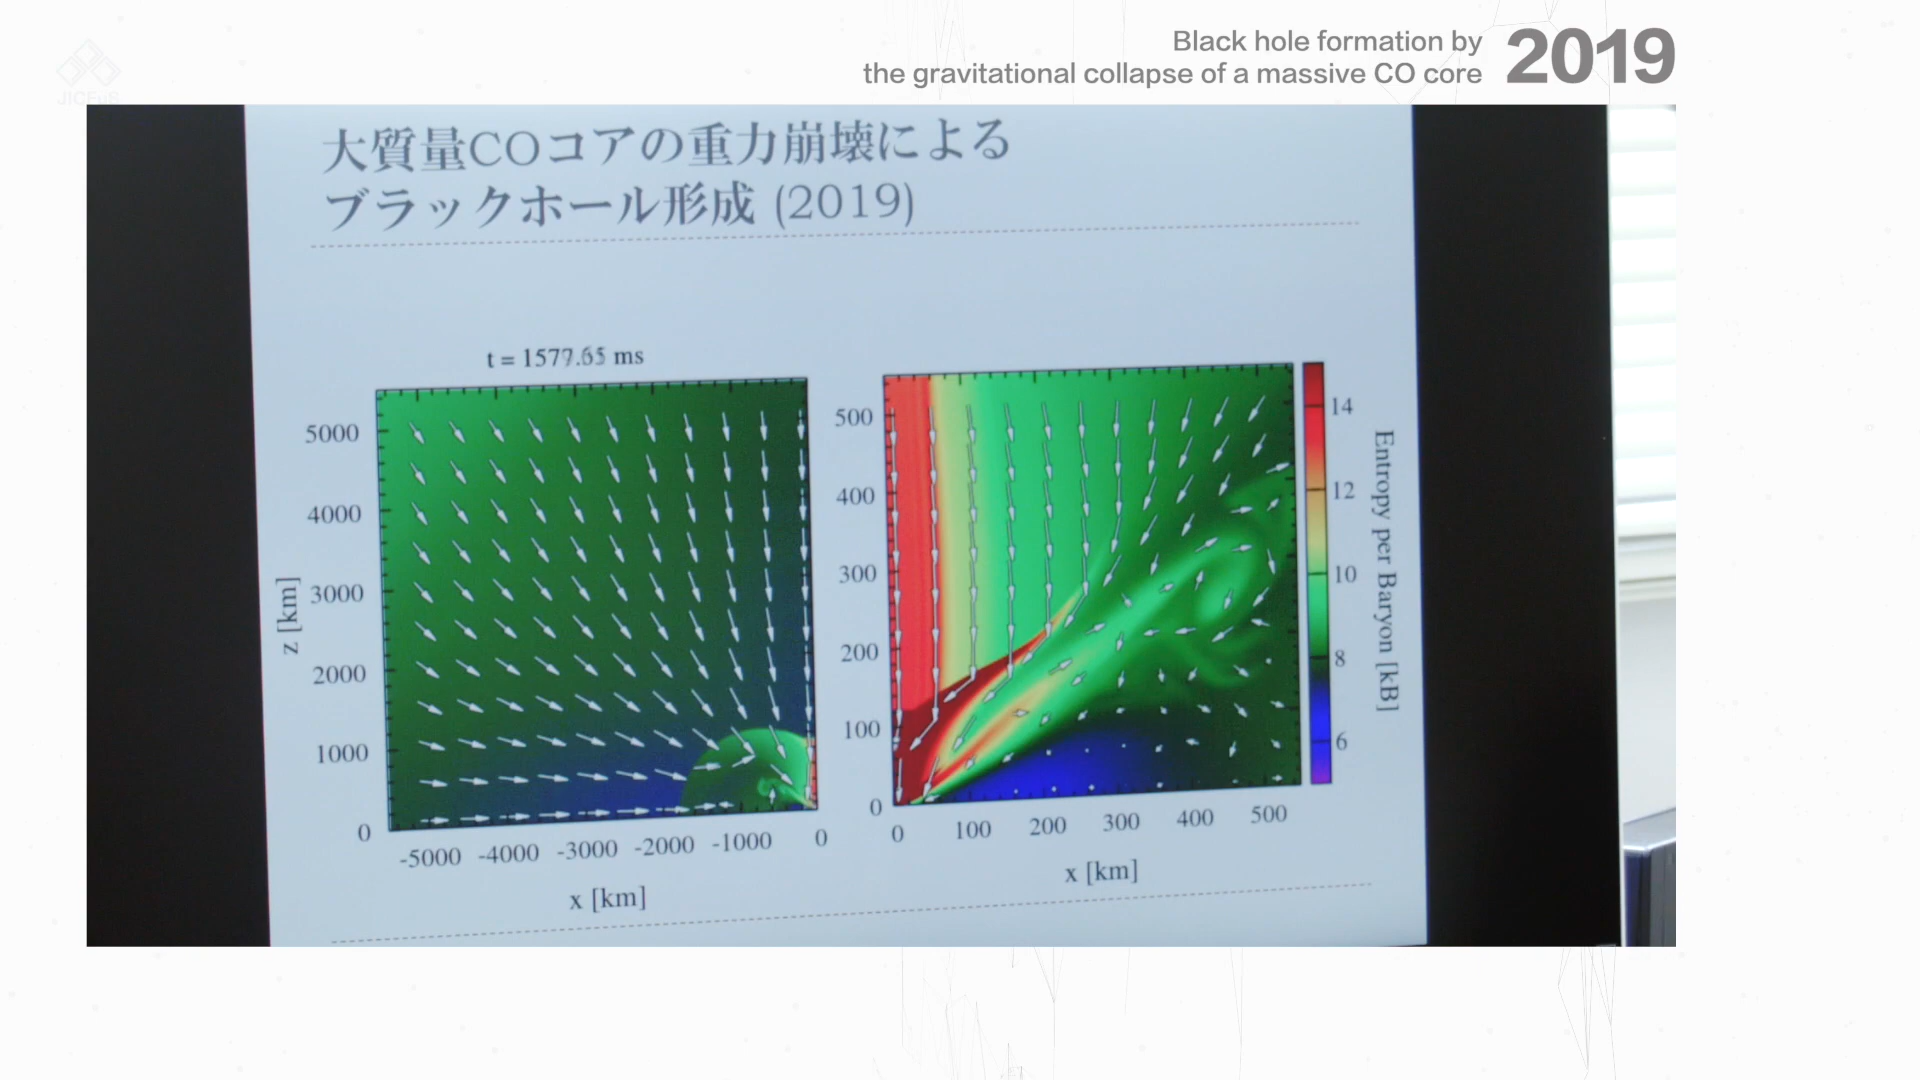 Black hole formation by
the gravitational collapse of a massive CO core
2019
JICFuS
大質量COコアの重力崩壊による
ブラックホール形成 (2019)
t = 1577.65 ms
5000
4000
3000
2000
1000
0
z [km]
-5000 -4000 -3000 -2000 -1000 0
x [km]
500
400
300
200
100
0
0 100 200 300 400 500
x [km]
14
12
10
8
6
Entropy per Baryon [kB]